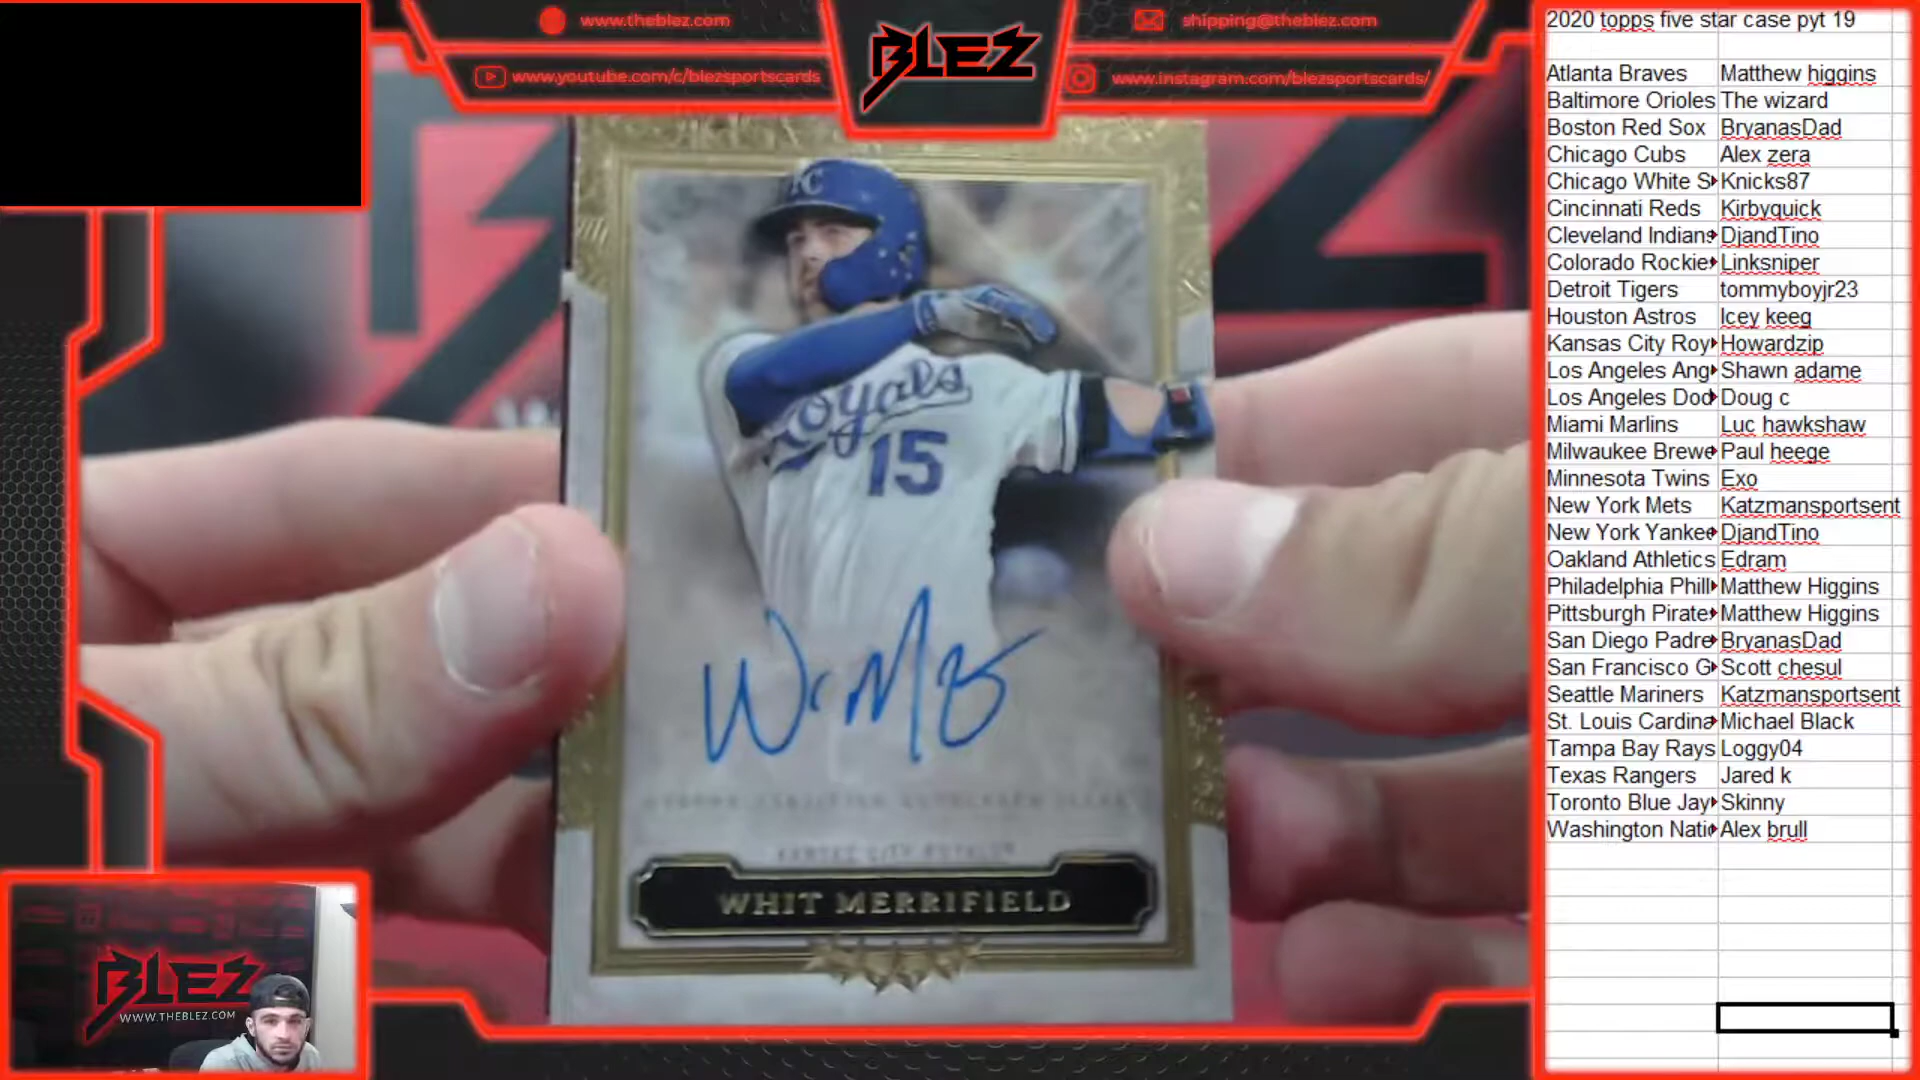 www.theblez.com
BLEZ
shipping@theblez.com
www.youtube.com/c/blezsportscards
www.instagram.com/blezsportscards/
KC
Royals
15
KANSAS CITY ROYALS
WHIT MERRIFIELD
BLEZ
WWW.THEBLEZ.COM
2020 topps five star case pyt 19
Atlanta Braves Matthew higgins
Baltimore Orioles The wizard
Boston Red Sox BryanasDad
Chicago Cubs Alex zera
Chicago White S Knicks87
Cincinnati Reds Kirbyquick
Cleveland Indians DjandTino
Colorado Rockie Linksniper
Detroit Tigers tommyboyjr23
Houston Astros Icey keeg
Kansas City Roy Howardzip
Los Angeles Ang Shawn adame
Los Angeles Dod Doug c
Miami Marlins Luc hawkshaw
Milwaukee Brewe Paul heege
Minnesota Twins Exo
New York Mets Katzmansportsent
New York Yankee DjandTino
Oakland Athletics Edram
Philadelphia Phill Matthew Higgins
Pittsburgh Pirate Matthew Higgins
San Diego Padre BryanasDad
San Francisco G Scott chesul
Seattle Mariners Katzmansportsent
St. Louis Cardina Michael Black
Tampa Bay Rays Loggy04
Texas Rangers Jared k
Toronto Blue Jay Skinny
Washington Natio Alex brull